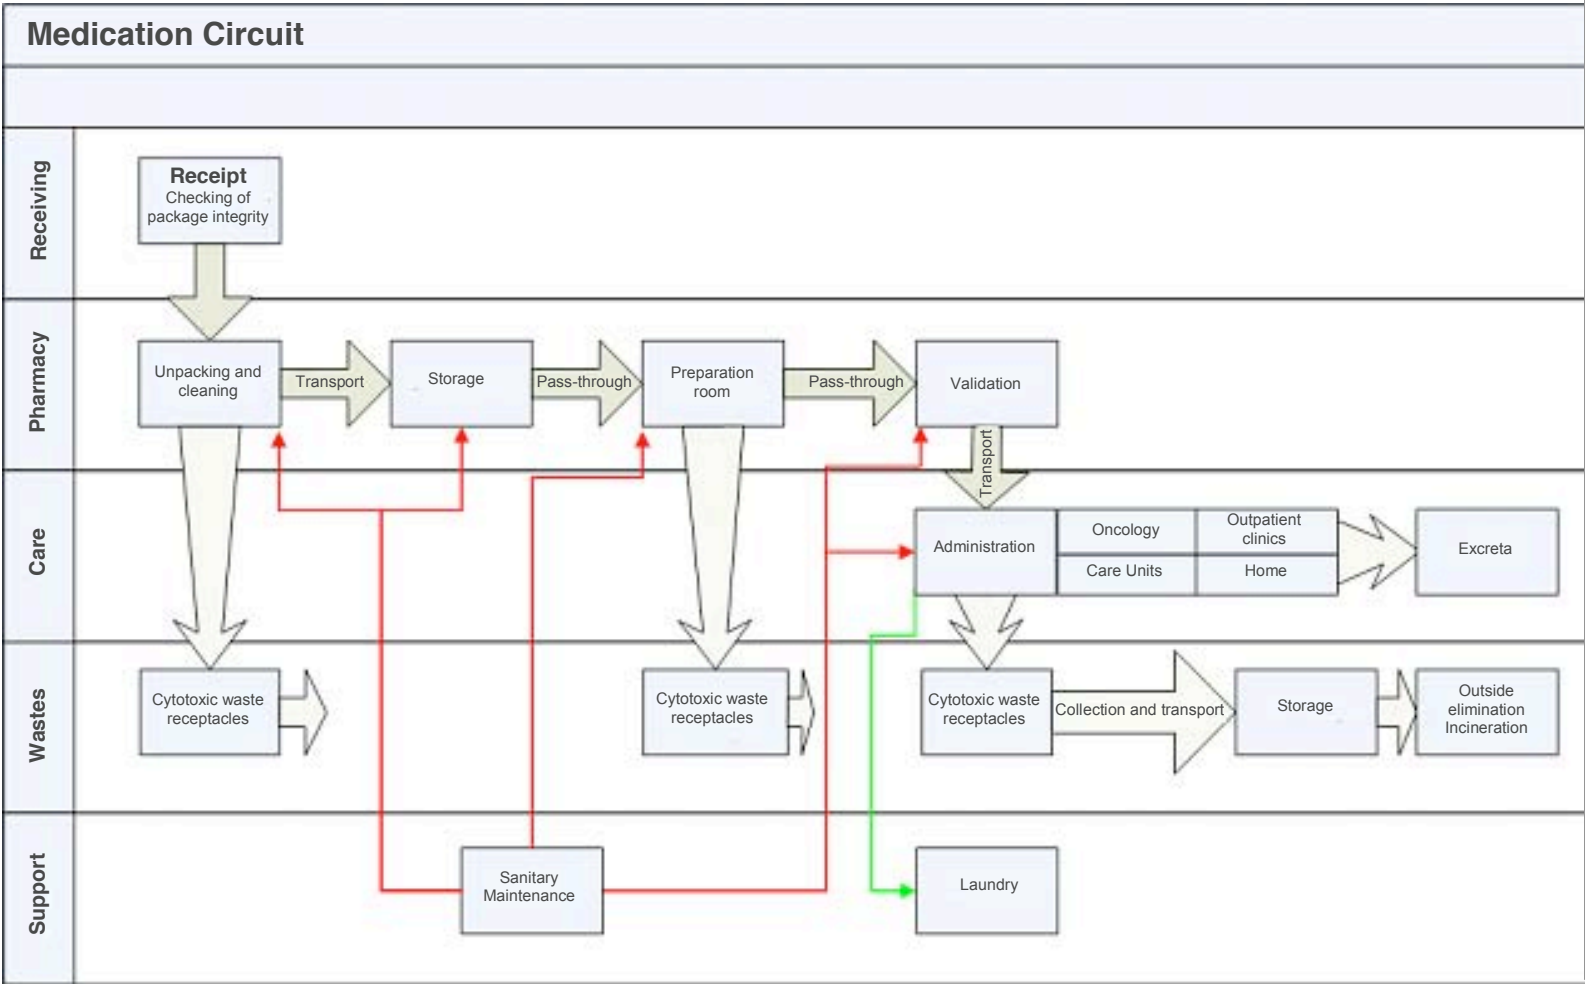 Medication Circuit
Receiving
Receipt
Checking of
package integrity
Pharmacy
Unpacking and
cleaning
Transport
Storage
Pass-through
Preparation
room
Pass-through
Validation
Transport
Care
Administration
Oncology
Outpatient
clinics
Care Units
Home
Excreta
Wastes
Cytotoxic waste
receptacles
Cytotoxic waste
receptacles
Cytotoxic waste
receptacles
Collection and transport
Storage
Outside
elimination
Incineration
Support
Sanitary
Maintenance
Laundry